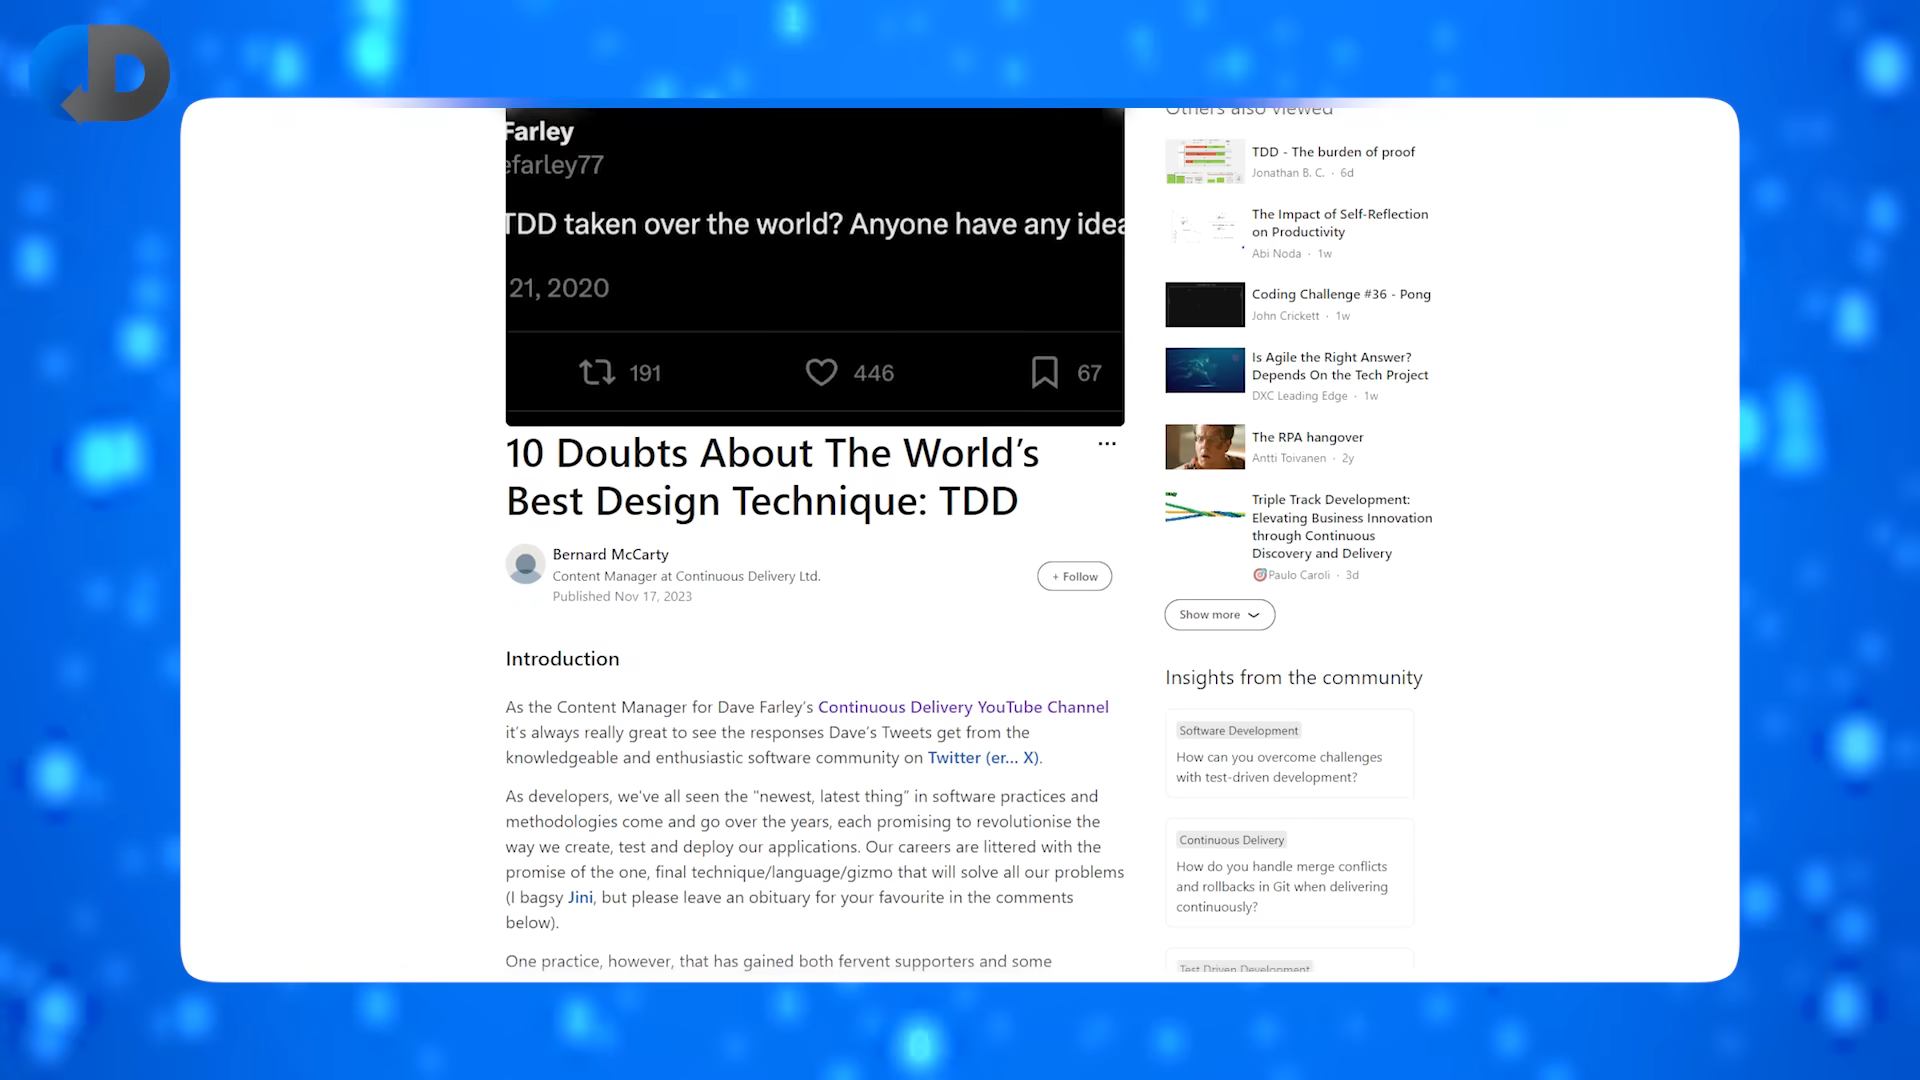 Farley
efarley77
TDD taken over the world? Anyone have any idea
21, 2020
191
446
67
10 Doubts About The World's
Best Design Technique: TDD
Bernard McCarty
Content Manager at Continuous Delivery Ltd.
Published Nov 17, 2023
+ Follow
Introduction
As the Content Manager for Dave Farley's Continuous Delivery YouTube Channel
it's always really great to see the responses Dave's Tweets get from the
knowledgeable and enthusiastic software community on Twitter (er... X).
As developers, we've all seen the "newest, latest thing" in software practices and
methodologies come and go over the years, each promising to revolutionise the
way we create, test and deploy our applications. Our careers are littered with the
promise of the one, final technique/language/gizmo that will solve all our problems
(I bagsy Jini, but please leave an obituary for your favourite in the comments
below).
One practice, however, that has gained both fervent supporters and some
Others also viewed
TDD - The burden of proof
Jonathan B. C. · 6d
The Impact of Self-Reflection
on Productivity
Abi Noda · 1w
Coding Challenge #36 - Pong
John Crickett · 1w
Is Agile the Right Answer?
Depends On the Tech Project
DXC Leading Edge · 1w
The RPA hangover
Antti Toivanen · 2y
Triple Track Development:
Elevating Business Innovation
through Continuous
Discovery and Delivery
Paulo Caroli · 3d
Show more
Insights from the community
Software Development
How can you overcome challenges
with test-driven development?
Continuous Delivery
How do you handle merge conflicts
and rollbacks in Git when delivering
continuously?
Test Driven Development